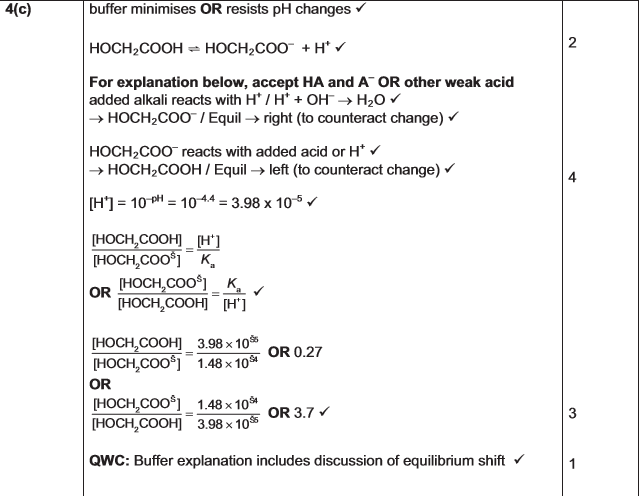 4(c) buffer minimises OR resists pH changes ✓
HOCH₂COOH ⇌ HOCH₂COO⁻ + H⁺ ✓
2
For explanation below, accept HA and A⁻ OR other weak acid
added alkali reacts with H⁺ / H⁺ + OH⁻ → H₂O ✓
→ HOCH₂COO⁻ / Equil → right (to counteract change) ✓
HOCH₂COO⁻ reacts with added acid or H⁺ ✓
→ HOCH₂COOH / Equil → left (to counteract change) ✓
4
[H⁺] = 10⁻ᵖᴴ = 10⁻⁴·⁴ = 3.98 x 10⁻⁵ ✓
[HOCH₂COOH] / [HOCH₂COO^Š] = [H⁺] / Kₐ
OR [HOCH₂COO^Š] / [HOCH₂COOH] = Kₐ / [H⁺] ✓
[HOCH₂COOH] / [HOCH₂COO^Š] = 3.98 × 10^Š5 / 1.48 × 10^Š4 OR 0.27
OR
[HOCH₂COO^Š] / [HOCH₂COOH] = 1.48 × 10^Š4 / 3.98 × 10^Š5 OR 3.7 ✓
3
QWC: Buffer explanation includes discussion of equilibrium shift ✓
1